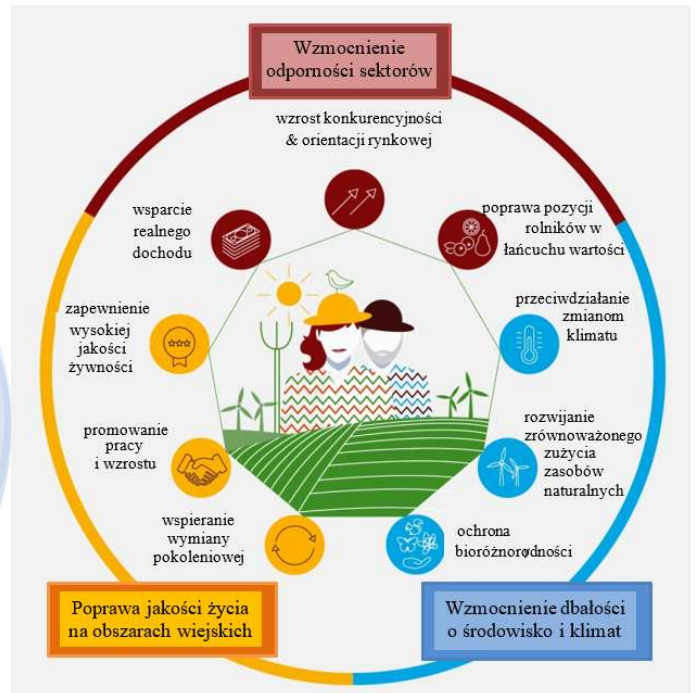 Wzmocnienie
odporności sektorów
wzrost konkurencyjności
& orientacji rynkowej
wsparcie
realnego
dochodu
poprawa pozycji
rolników w
łańcuchu wartości
zapewnienie
wysokiej
jakości
żywności
przeciwdziałanie
zmianom
klimatu
promowanie
pracy
i wzrostu
rozwijanie
zrównoważonego
zużycia
zasobów
naturalnych
wspieranie
wymiany
pokoleniowej
ochrona
bioróżnorodności
Poprawa jakości życia
na obszarach wiejskich
Wzmocnienie dbałości
o środowisko i klimat